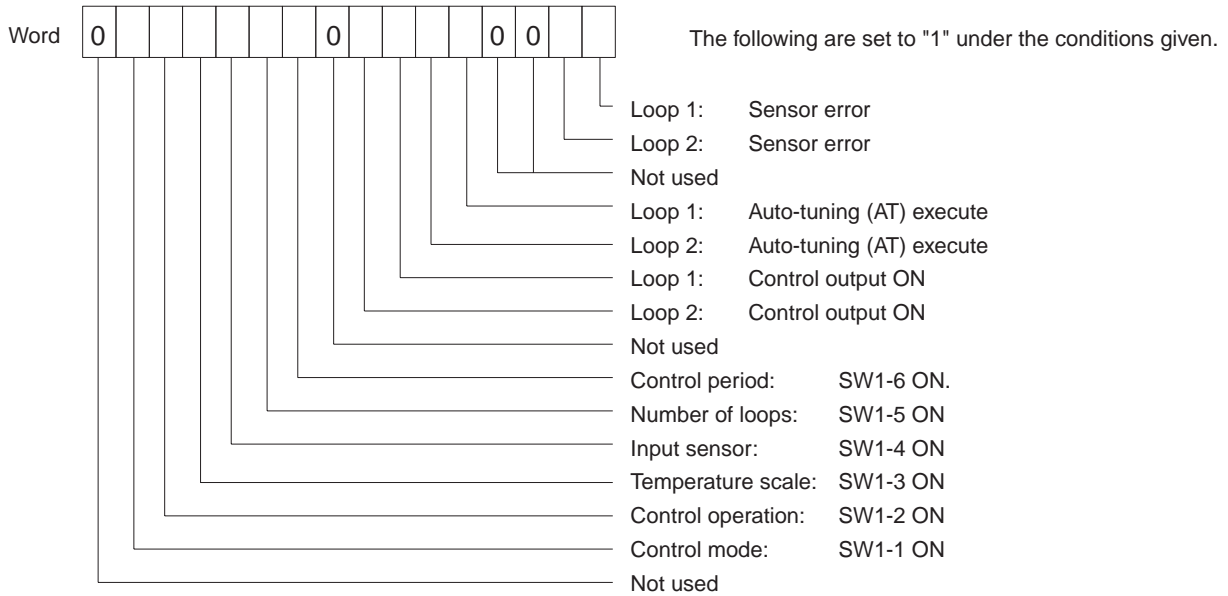 Word 0 0 0 0 The following are set to "1" under the conditions given.
Loop 1: Sensor error
Loop 2: Sensor error
Not used
Loop 1: Auto-tuning (AT) execute
Loop 2: Auto-tuning (AT) execute
Loop 1: Control output ON
Loop 2: Control output ON
Not used
Control period: SW1-6 ON.
Number of loops: SW1-5 ON
Input sensor: SW1-4 ON
Temperature scale: SW1-3 ON
Control operation: SW1-2 ON
Control mode: SW1-1 ON
Not used